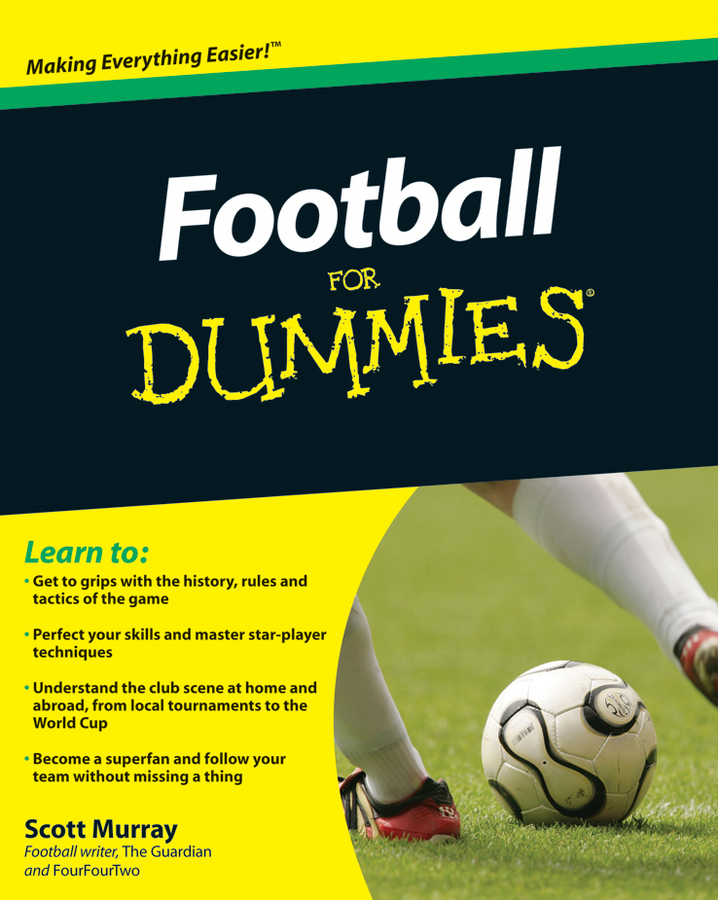 Making Everything Easier!™
Football
FOR
DUMMIES®
Learn to:
• Get to grips with the history, rules and
tactics of the game
• Perfect your skills and master star-player
techniques
• Understand the club scene at home and
abroad, from local tournaments to the
World Cup
• Become a superfan and follow your
team without missing a thing
Scott Murray
Football writer, The Guardian
and FourFourTwo